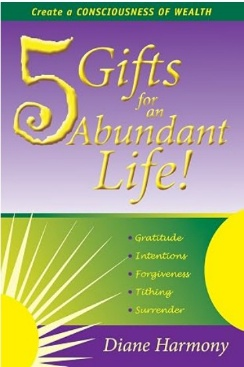 Create a CONSCIOUSNESS OF WEALTH
5 Gifts
for
an
Abundant
Life!
• Gratitude
• Intentions
• Forgiveness
• Tithing
• Surrender
Diane Harmony